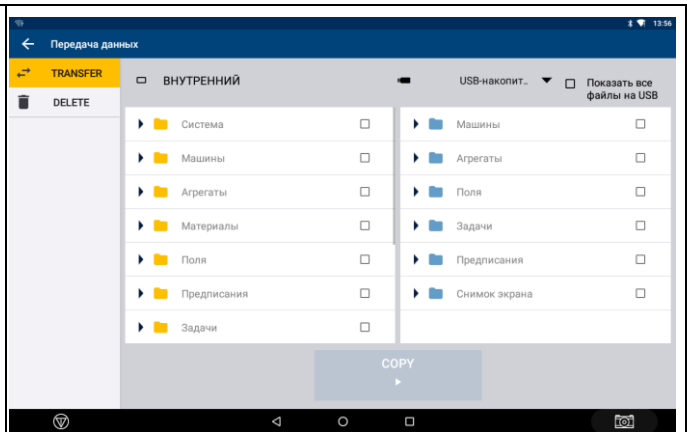 13:56
Передача данных
TRANSFER
DELETE
ВНУТРЕННИЙ
USB-накопит..
Показать все
файлы на USB
Система
Машины
Агрегаты
Материалы
Поля
Предписания
Задачи
Машины
Агрегаты
Поля
Задачи
Предписания
Снимок экрана
COPY